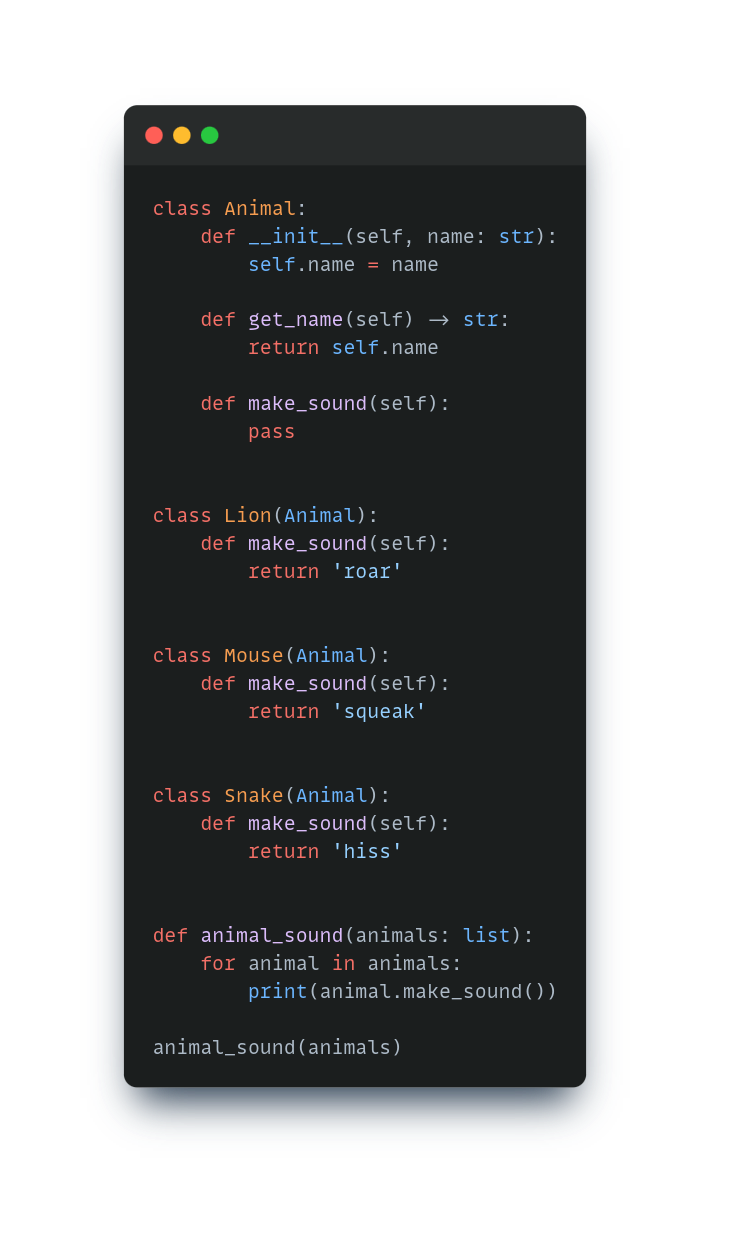 class Animal:
    def __init__(self, name: str):
        self.name = name

    def get_name(self) -> str:
        return self.name

    def make_sound(self):
        pass


class Lion(Animal):
    def make_sound(self):
        return 'roar'


class Mouse(Animal):
    def make_sound(self):
        return 'squeak'


class Snake(Animal):
    def make_sound(self):
        return 'hiss'


def animal_sound(animals: list):
    for animal in animals:
        print(animal.make_sound())

animal_sound(animals)